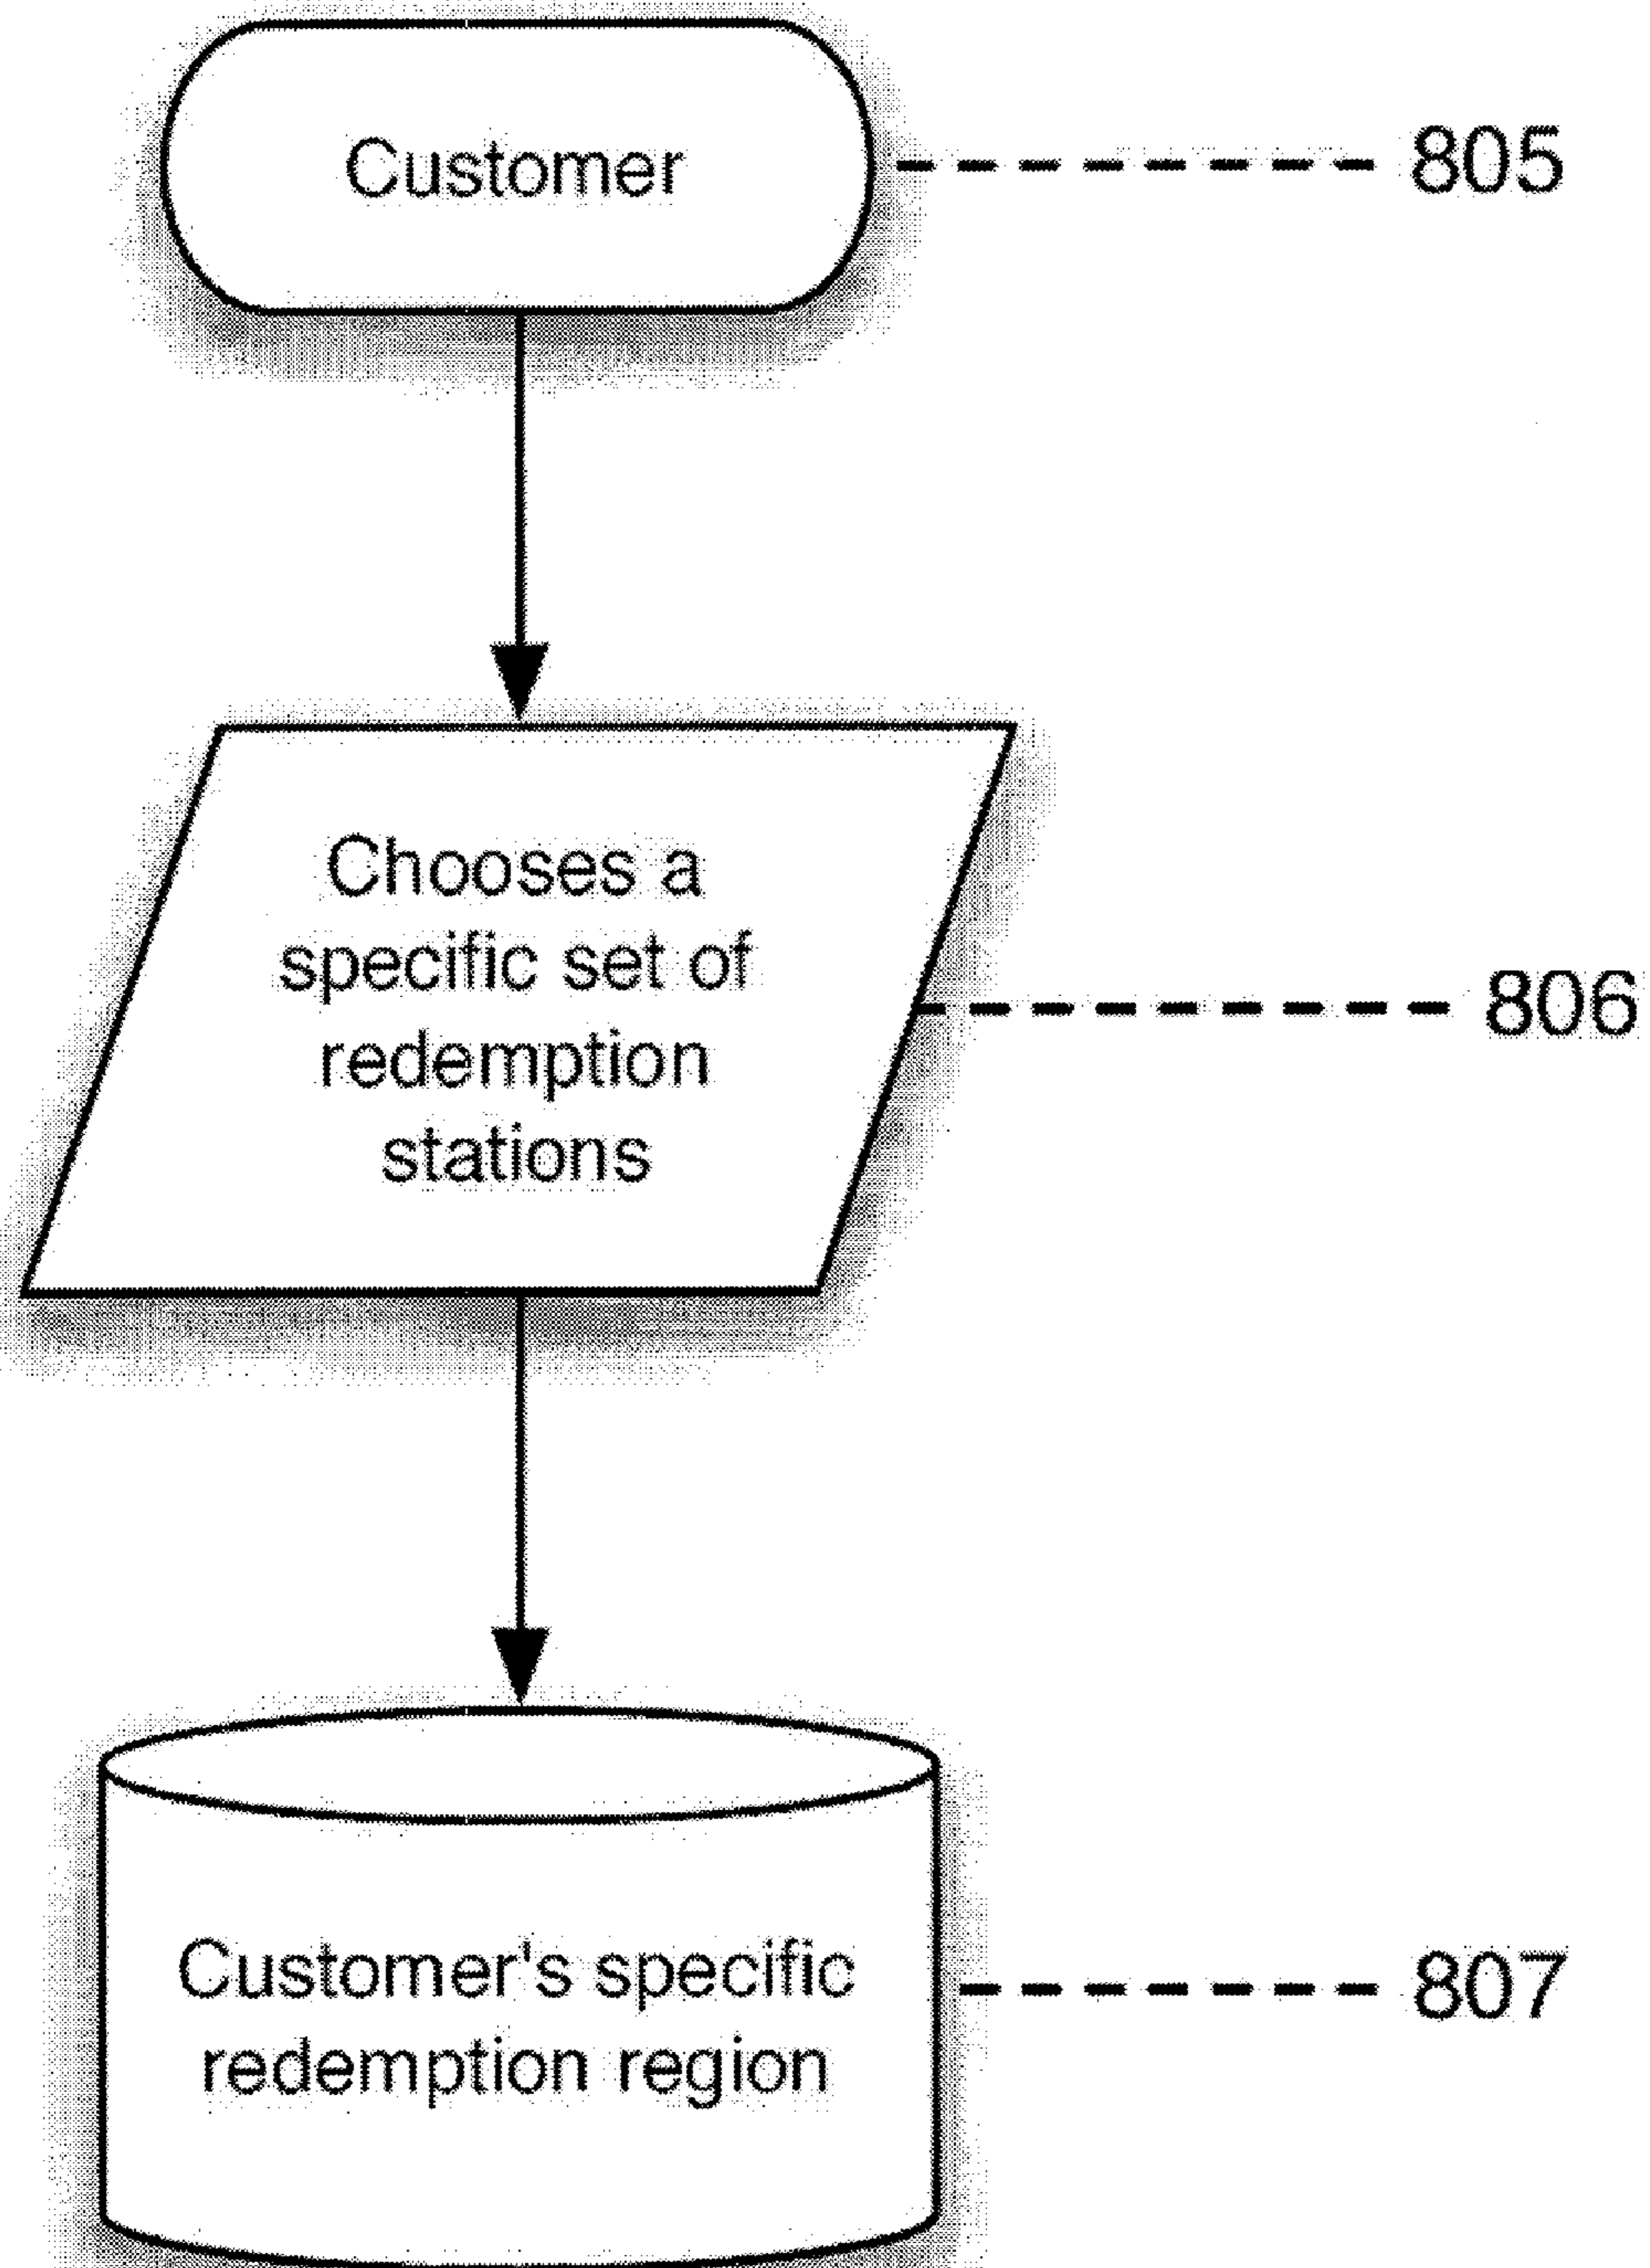 Customer
805
Chooses a
specific set of
redemption
stations
806
Customer's specific
redemption region
807